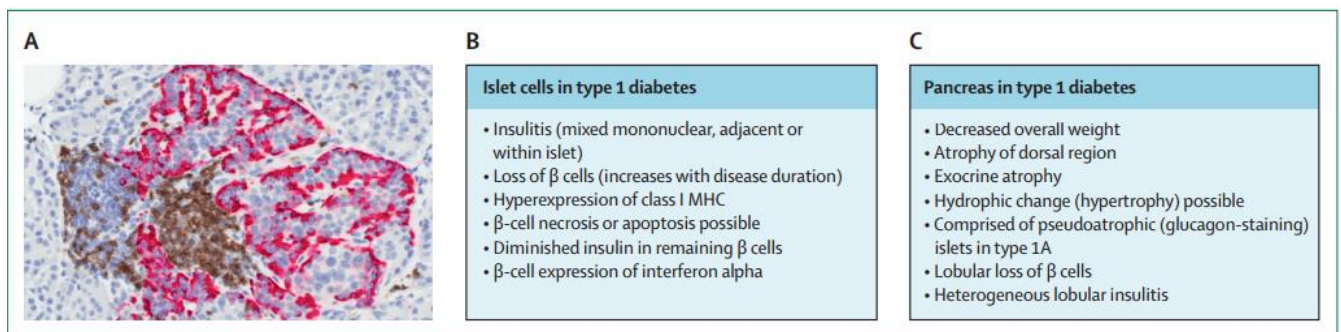 A
B
C
Islet cells in type 1 diabetes
• Insulitis (mixed mononuclear, adjacent or
within islet)
• Loss of β cells (increases with disease duration)
• Hyperexpression of class I MHC
• β-cell necrosis or apoptosis possible
• Diminished insulin in remaining β cells
• β-cell expression of interferon alpha
Pancreas in type 1 diabetes
• Decreased overall weight
• Atrophy of dorsal region
• Exocrine atrophy
• Hydrophic change (hypertrophy) possible
• Comprised of pseudoatrophic (glucagon-staining)
islets in type 1A
• Lobular loss of β cells
• Heterogeneous lobular insulitis